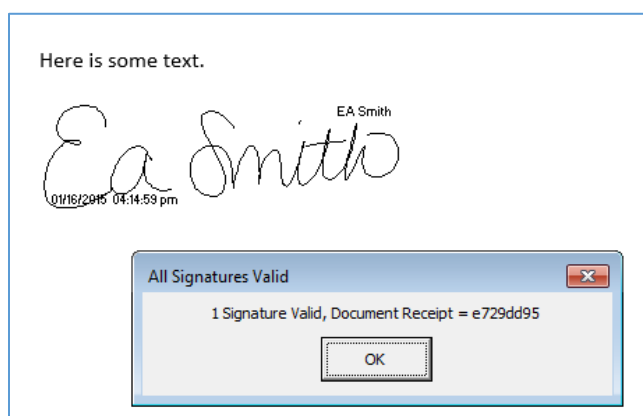 Here is some text.
EA Smith
Ea Smith
01/16/2015 04:14:59 pm
All Signatures Valid
1 Signature Valid, Document Receipt = e729dd95
OK